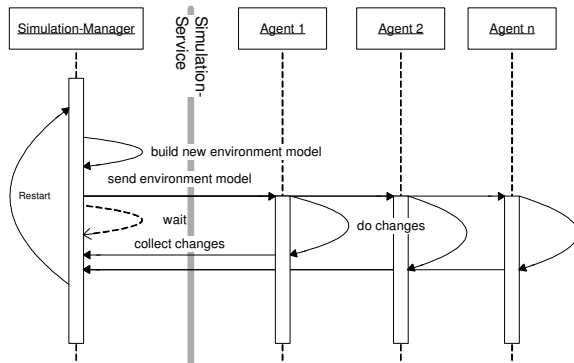 Simulation-Manager
Simulation-
Service
Agent 1
Agent 2
Agent n
build new environment model
send environment model
Restart
wait
do changes
collect changes